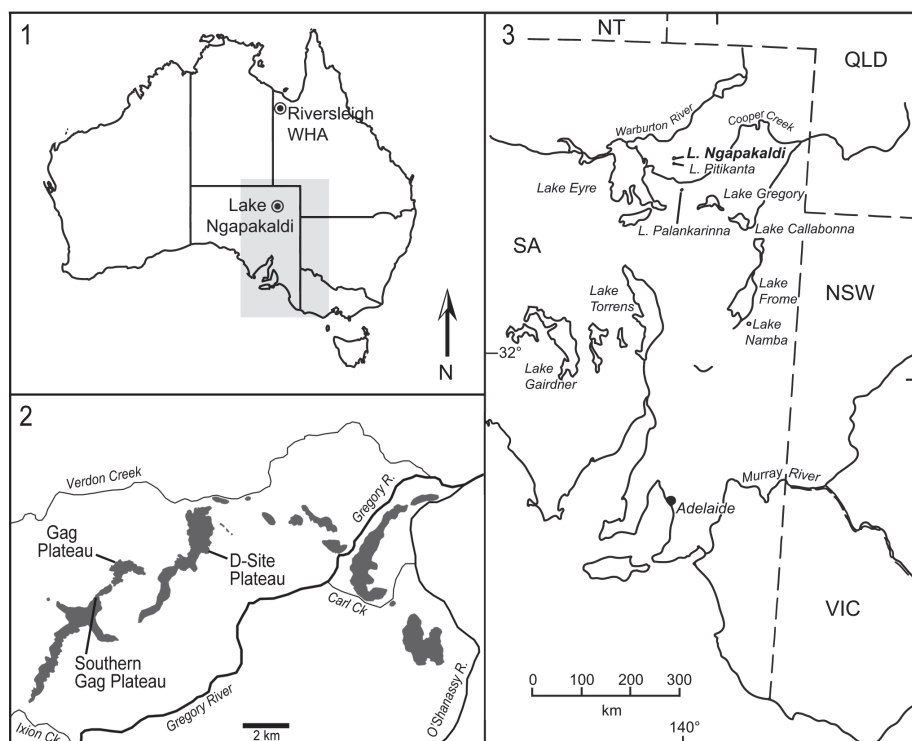 1
Riversleigh
WHA
Lake
Ngapakaldi
N
2
Verdon Creek
Gregory R.
Gag
Plateau
D-Site
Plateau
Carl Ck
Southern
Gag Plateau
Gregory River
O'Shanassy R.
Ixion Ck
2 km
3
NT
QLD
Warburton River
Cooper Creek
L. Ngapakaldi
L. Pitikanta
Lake Eyre
Lake Gregory
L. Palankarinna
Lake Callabonna
SA
Lake
Torrens
Lake
Frome
NSW
Lake
Namba
32°
Lake
Gairdner
Murray River
Adelaide
VIC
0 100 200 300
km
140°